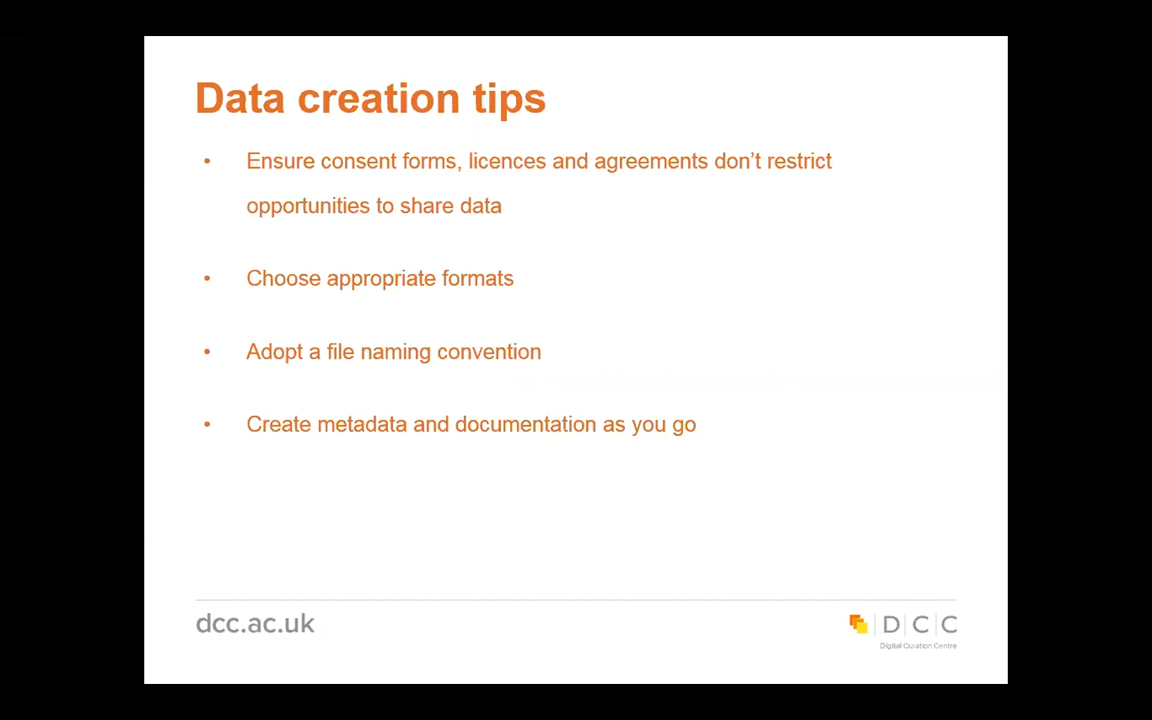 Data creation tips
• Ensure consent forms, licences and agreements don’t restrict
opportunities to share data
• Choose appropriate formats
• Adopt a file naming convention
• Create metadata and documentation as you go
dcc.ac.uk
D|C|C
Digital Curation Centre